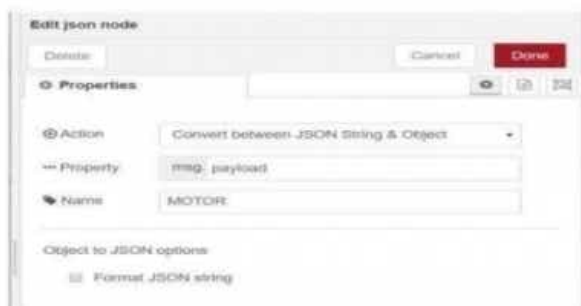 Edit json node
Delete
Cancel
Done
Properties
Action
Convert between JSON String & Object
Property
msg. payload
Name
MOTOR
Object to JSON options
Format JSON string